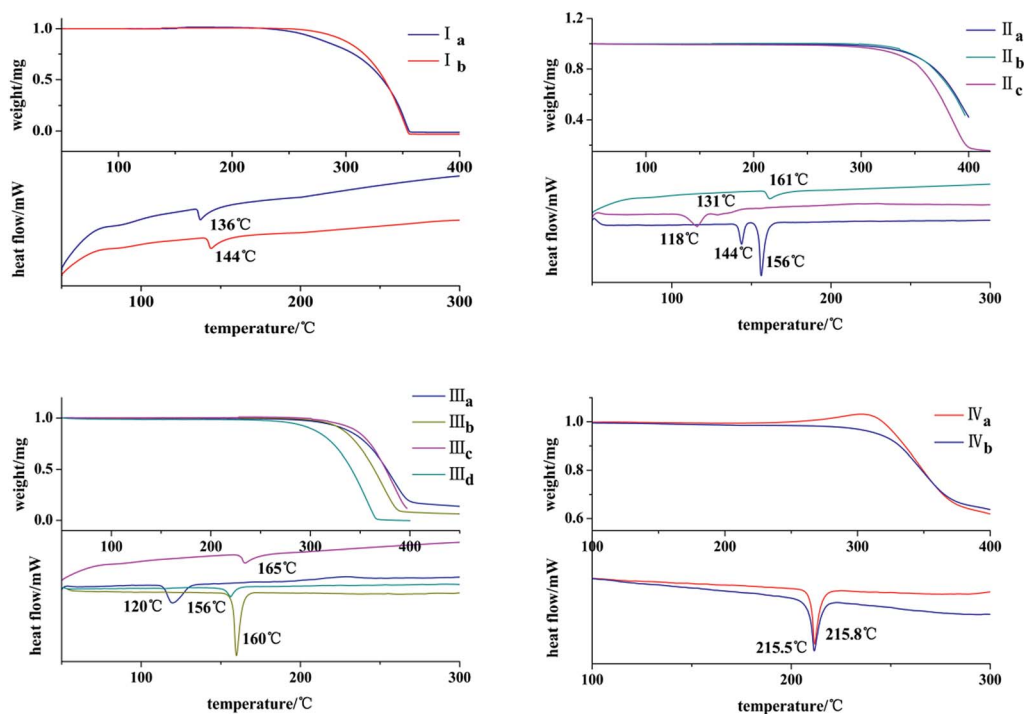 1.0
0.5
0.0
weight/mg
Ⅰa
Ⅰb
100
200
300
400
heat flow/mW
136℃
144℃
100
200
300
temperature/℃
1.2
0.8
0.4
weight/mg
Ⅱa
Ⅱb
Ⅱc
100
200
300
400
heat flow/mW
161℃
131℃
118℃
144℃
156℃
100
200
300
temperature/℃
1.0
0.5
0.0
weight/mg
Ⅲa
Ⅲb
Ⅲc
Ⅲd
100
200
300
400
heat flow/mW
165℃
120℃
156℃
160℃
100
200
300
temperature/℃
1.0
0.8
0.6
weight/mg
Ⅳa
Ⅳb
100
200
300
400
heat flow/mW
215.8℃
215.5℃
100
200
300
temperature/℃